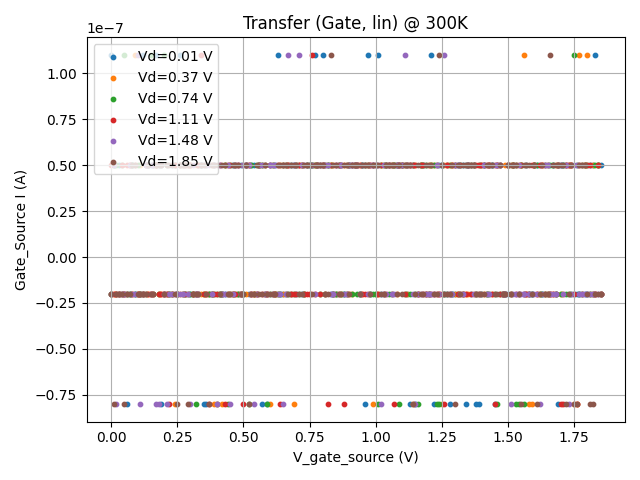 Transfer (Gate, lin) @ 300K
1e−7
Vd=0.01 V
Vd=0.37 V
Vd=0.74 V
Vd=1.11 V
Vd=1.48 V
Vd=1.85 V
Gate_Source I (A)
1.00
0.75
0.50
0.25
0.00
−0.25
−0.50
−0.75
0.00 0.25 0.50 0.75 1.00 1.25 1.50 1.75
V_gate_source (V)